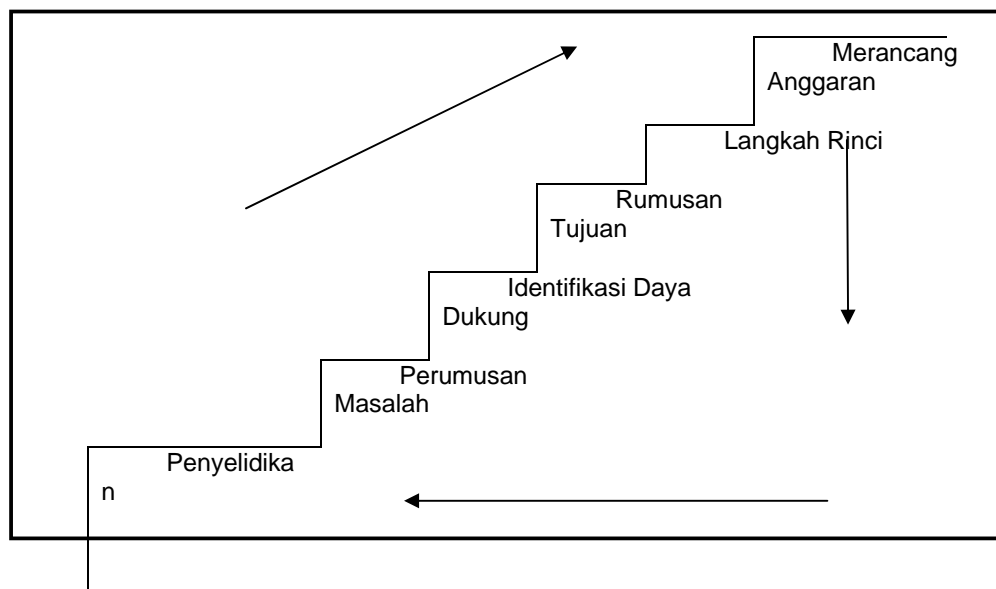 Merancang
Anggaran
Langkah Rinci
Rumusan
Tujuan
Identifikasi Daya
Dukung
Perumusan
Masalah
Penyelidika
n